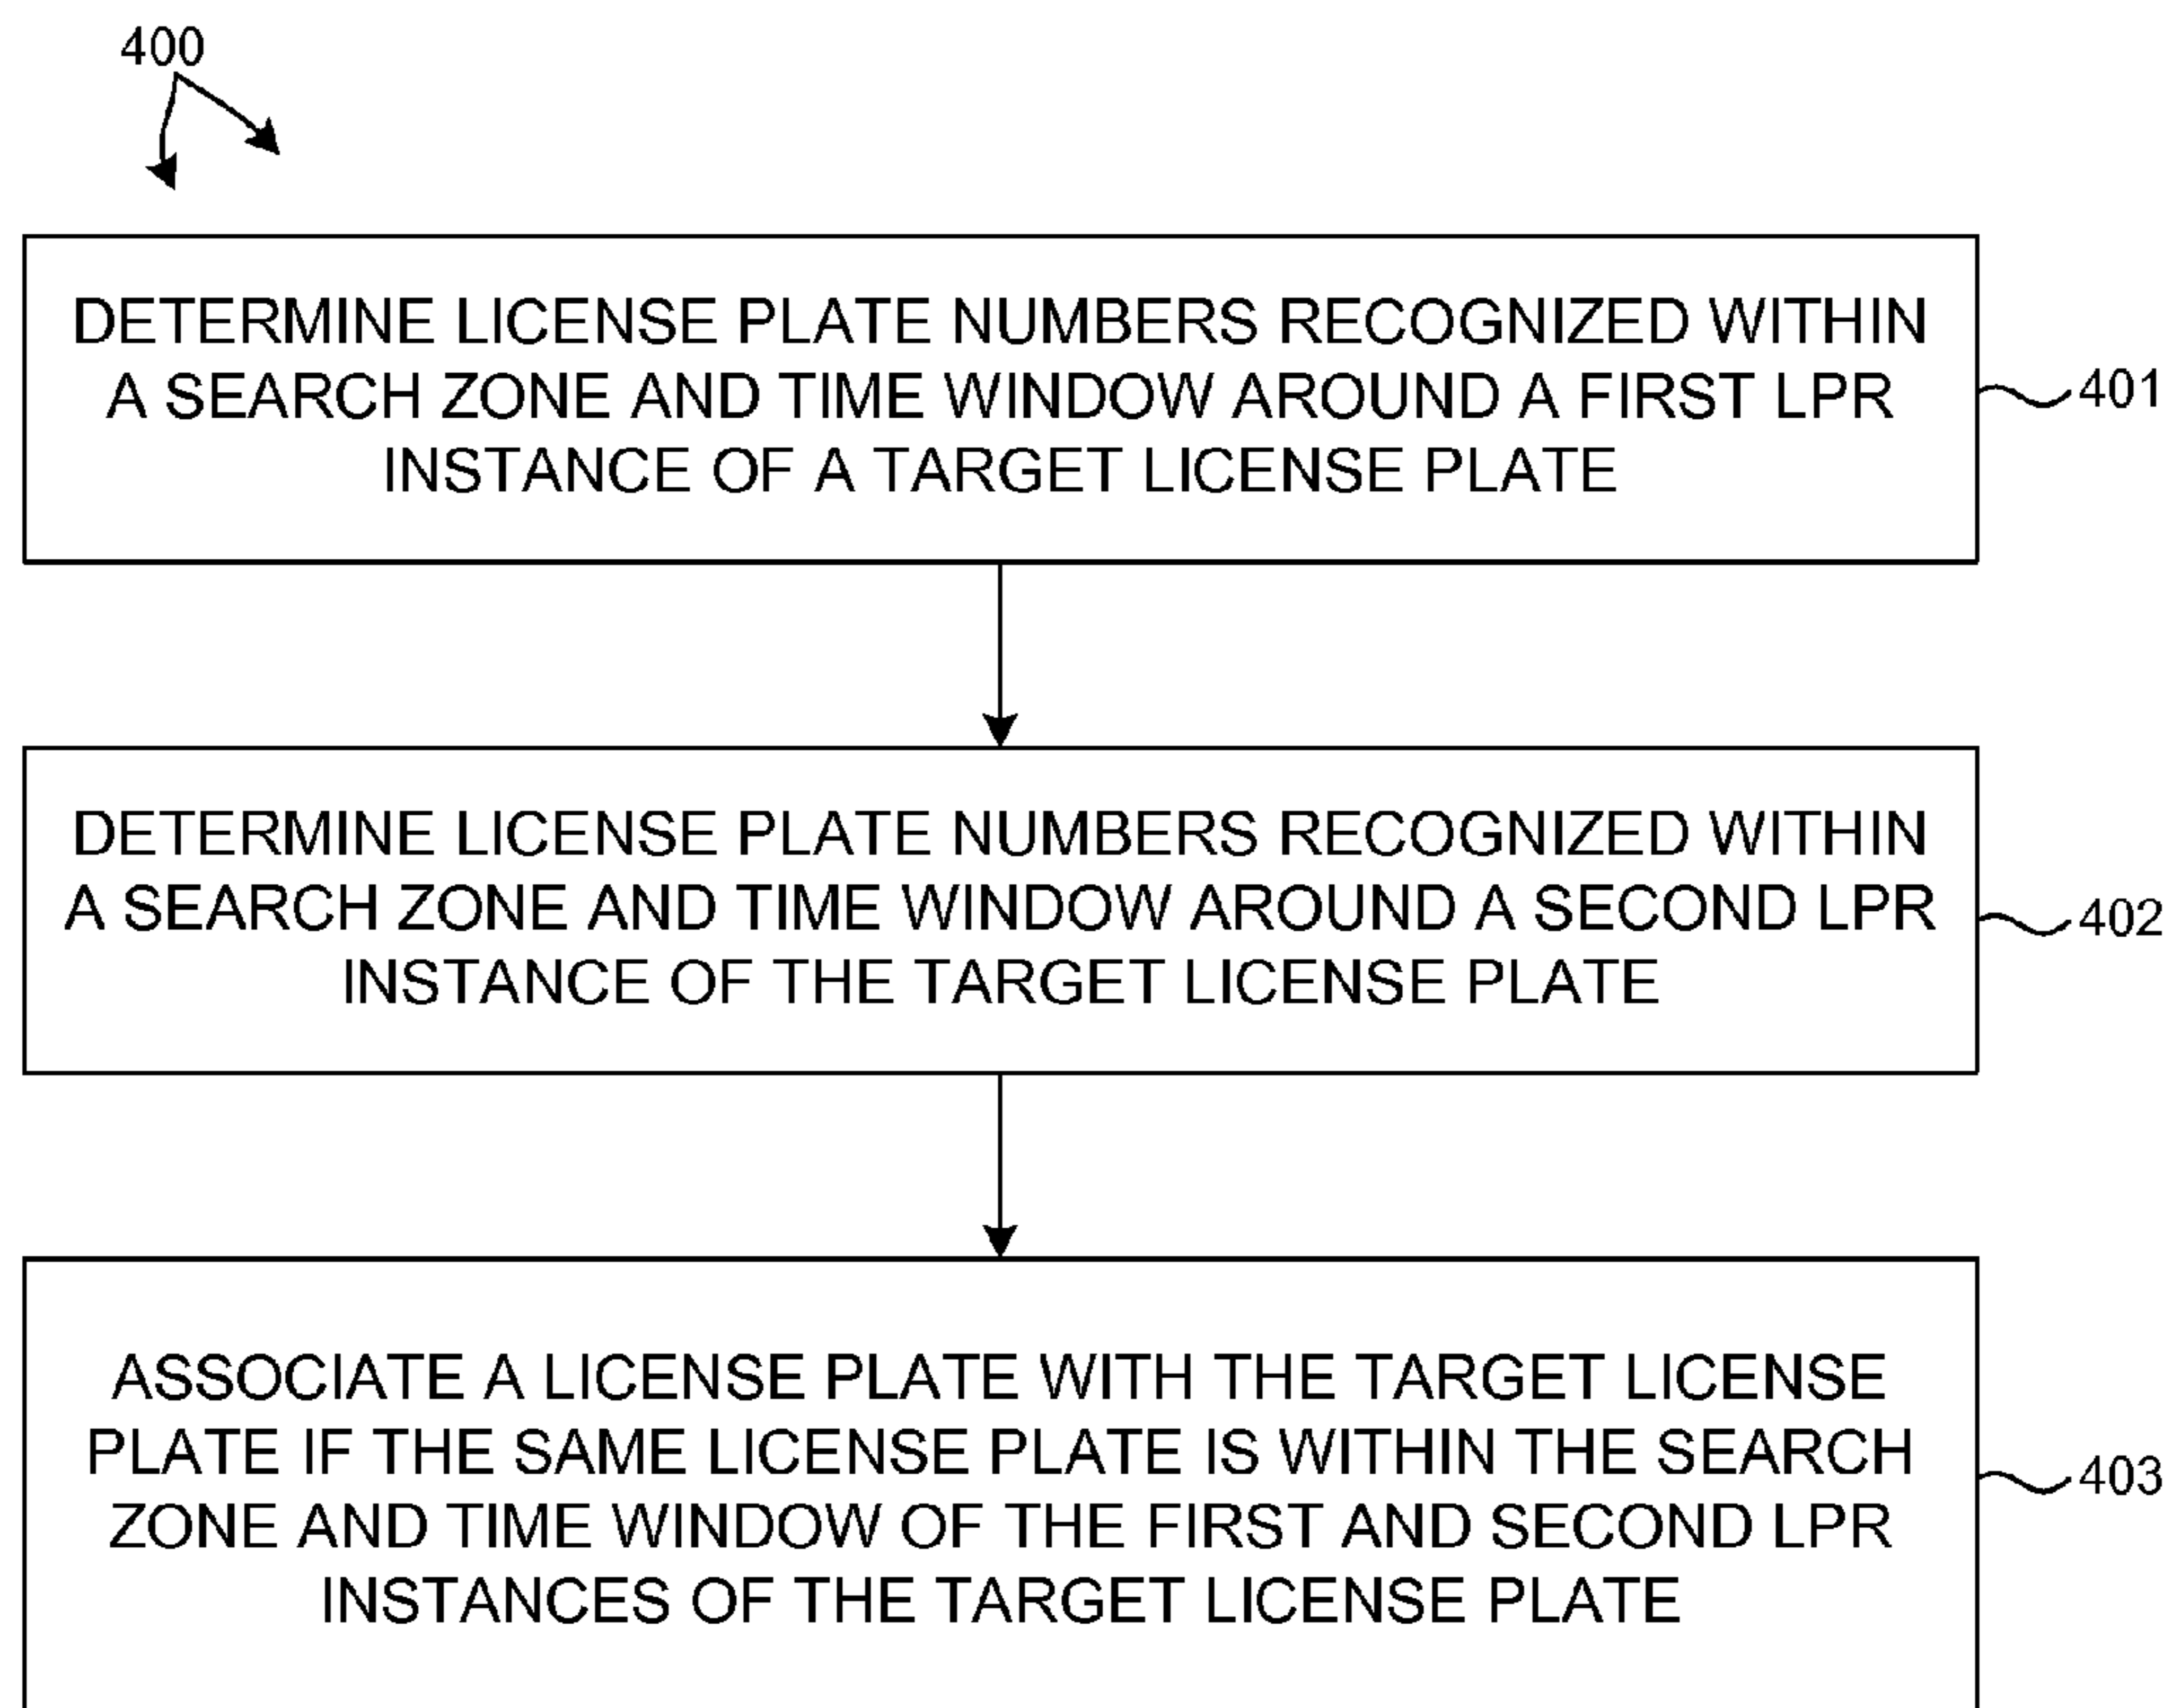 400
DETERMINE LICENSE PLATE NUMBERS RECOGNIZED WITHIN
A SEARCH ZONE AND TIME WINDOW AROUND A FIRST LPR
INSTANCE OF A TARGET LICENSE PLATE
401
DETERMINE LICENSE PLATE NUMBERS RECOGNIZED WITHIN
A SEARCH ZONE AND TIME WINDOW AROUND A SECOND LPR
INSTANCE OF THE TARGET LICENSE PLATE
402
ASSOCIATE A LICENSE PLATE WITH THE TARGET LICENSE
PLATE IF THE SAME LICENSE PLATE IS WITHIN THE SEARCH
ZONE AND TIME WINDOW OF THE FIRST AND SECOND LPR
INSTANCES OF THE TARGET LICENSE PLATE
403